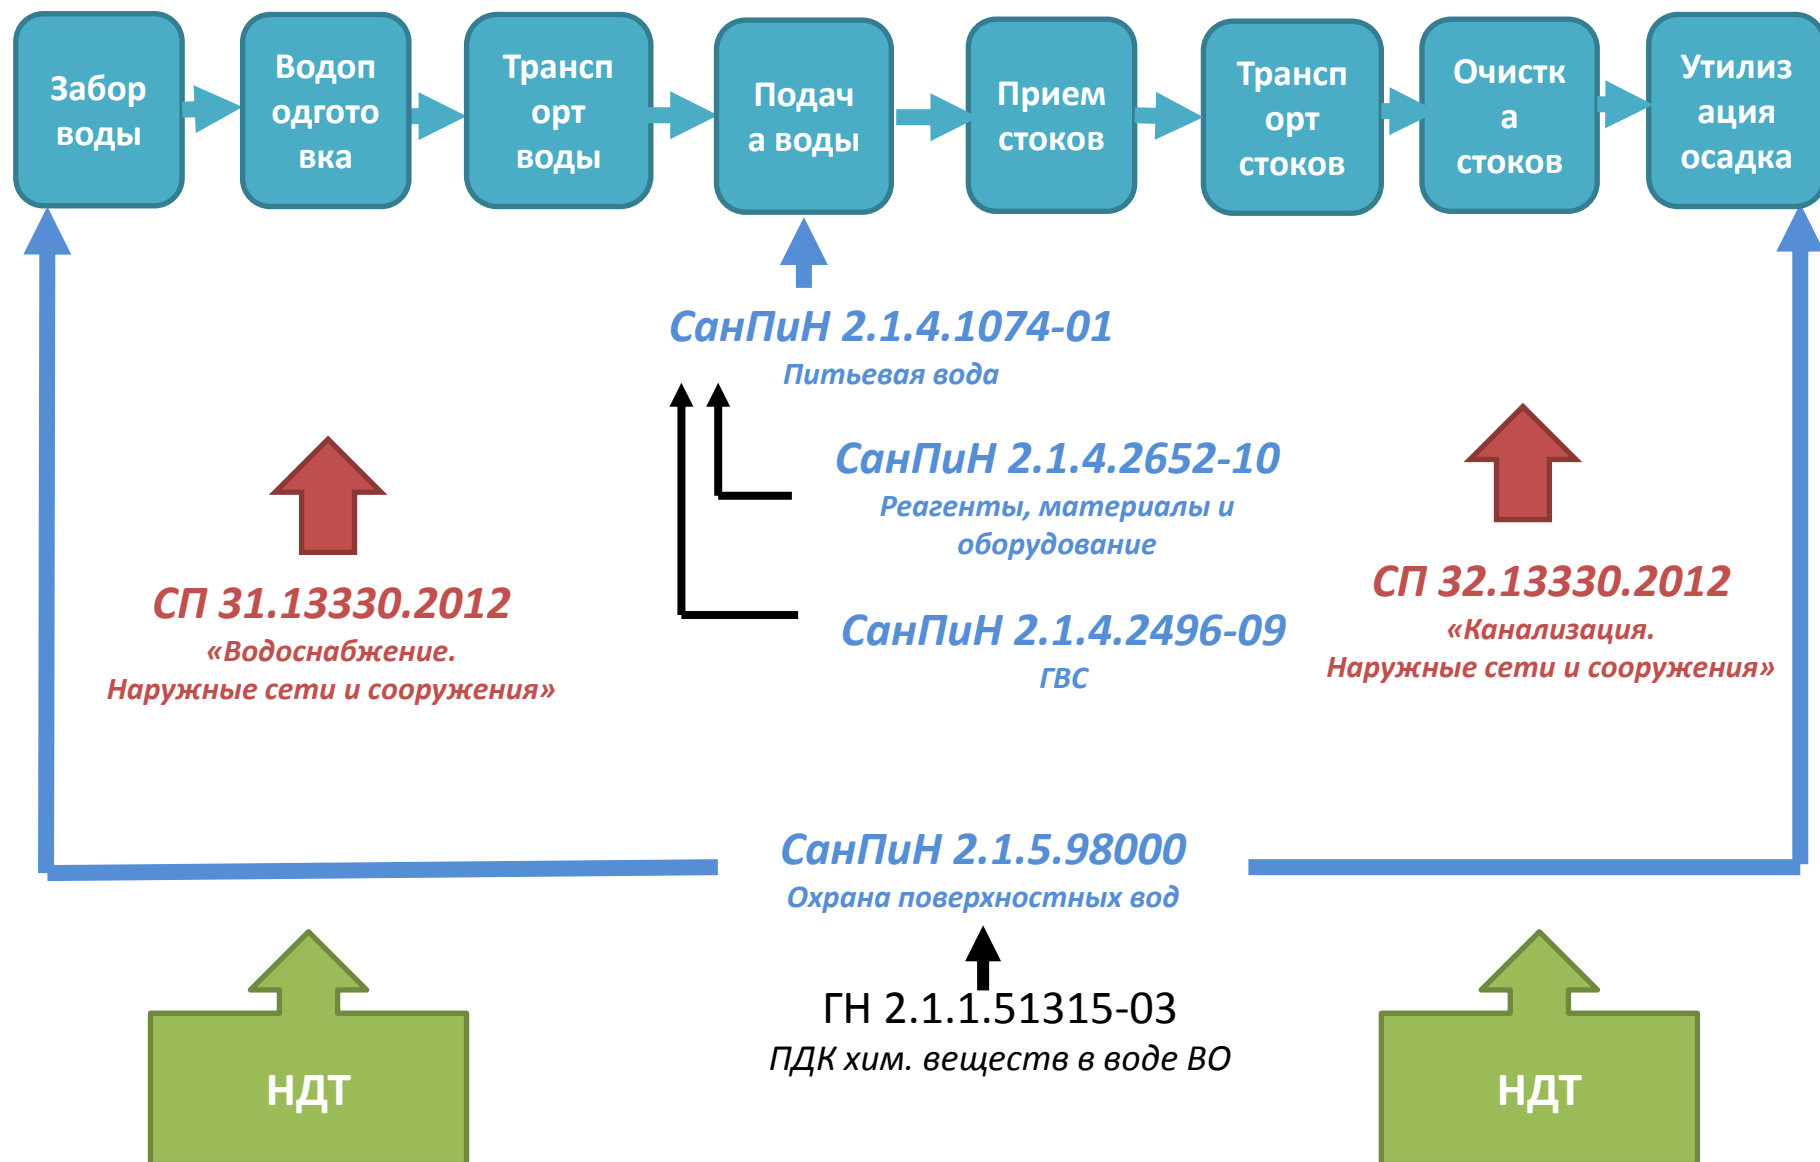 Забор
воды
Водоп
одгото
вка
Трансп
орт
воды
Подач
а воды
Прием
стоков
Трансп
орт
стоков
Очистк
а
стоков
Утилиз
ация
осадка
СанПиН 2.1.4.1074-01
Питьевая вода
СанПиН 2.1.4.2652-10
Реагенты, материалы и
оборудование
СП 31.13330.2012
«Водоснабжение.
Наружные сети и сооружения»
СанПиН 2.1.4.2496-09
ГВС
СП 32.13330.2012
«Канализация.
Наружные сети и сооружения»
СанПиН 2.1.5.98000
Охрана поверхностных вод
ГН 2.1.1.51315-03
ПДК хим. веществ в воде ВО
НДТ
НДТ